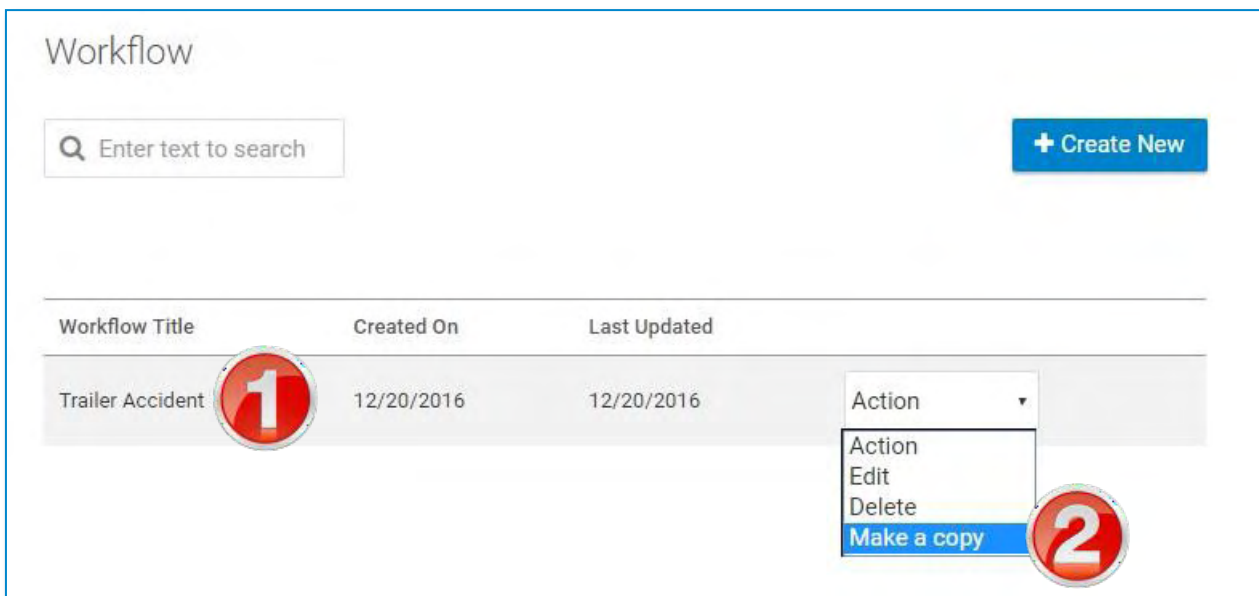 Workflow
Enter text to search
+ Create New
Workflow Title Created On Last Updated
Trailer Accident 1 12/20/2016 12/20/2016 Action
Action
Edit
Delete
Make a copy 2